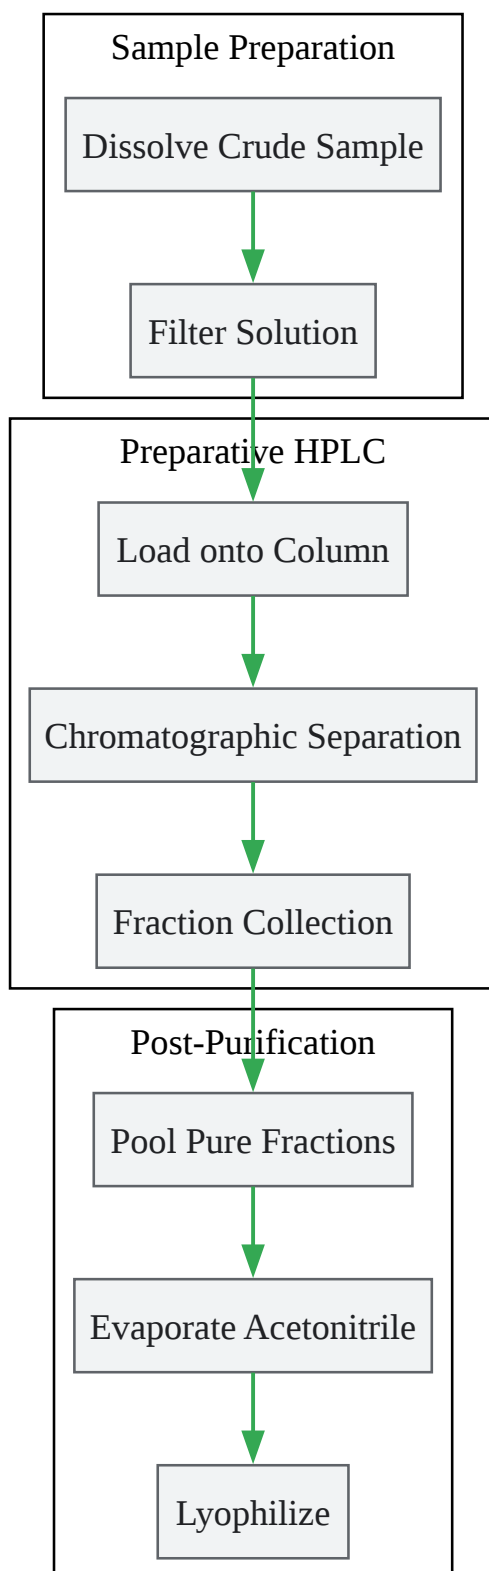 Sample Preparation
Dissolve Crude Sample
Filter Solution
Preparative HPLC
Load onto Column
Chromatographic Separation
Fraction Collection
Post-Purification
Pool Pure Fractions
Evaporate Acetonitrile
Lyophilize